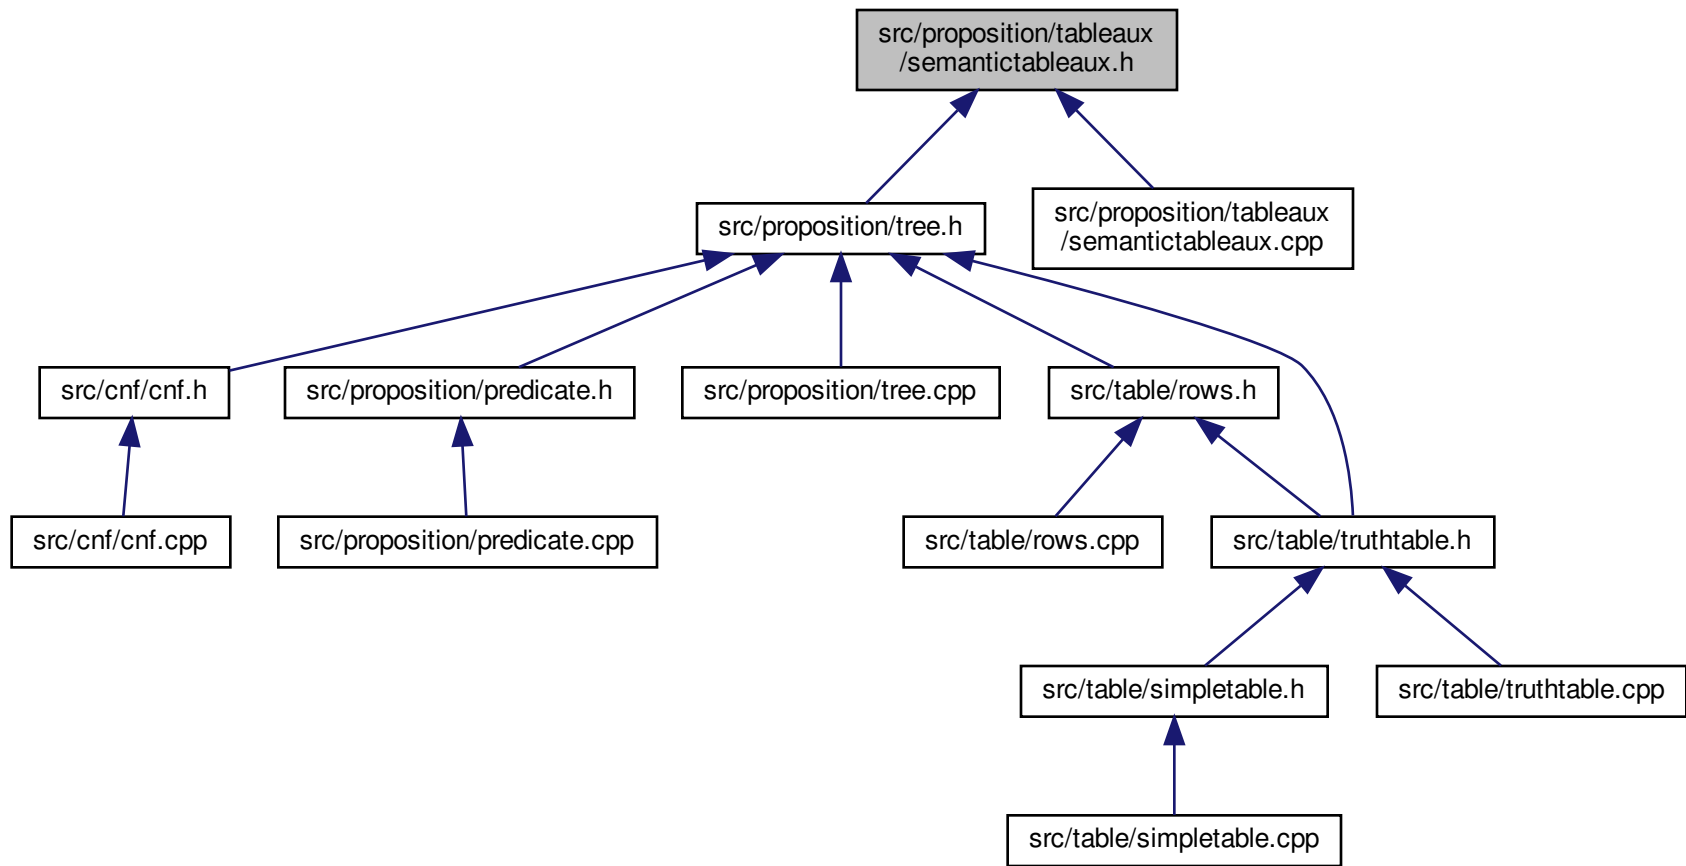 src/proposition/tableaux
/semantictableaux.h
src/proposition/tree.h
src/proposition/tableaux
/semantictableaux.cpp
src/cnf/cnf.h
src/proposition/predicate.h
src/proposition/tree.cpp
src/table/rows.h
src/cnf/cnf.cpp
src/proposition/predicate.cpp
src/table/rows.cpp
src/table/truthtable.h
src/table/simpletable.h
src/table/truthtable.cpp
src/table/simpletable.cpp